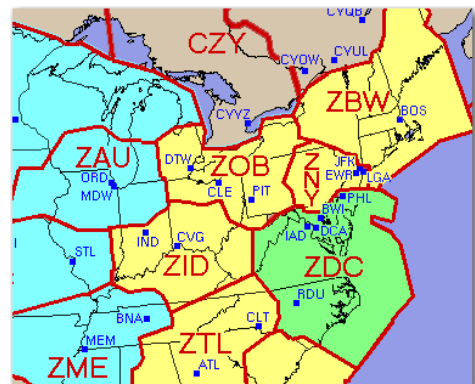 CYQB
CZY
CYOW
CYUL
ZBW
CYYZ
BOS
ZAU
DTW
ZOB
ZNY
JFK
ORD
MDW
CLE
PIT
EWR
LGA
PHL
BWI
IND
CVG
IAD
DCA
STL
ZID
ZDC
RDU
BNA
CLT
MEM
ZTL
ZME
ATL